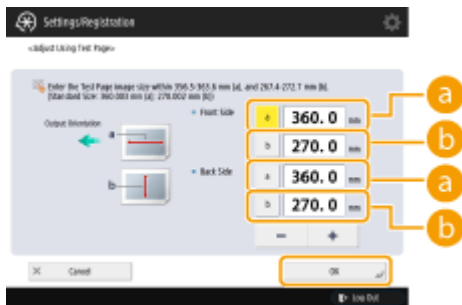 Settings/Registration
<Adjust Using Test Page>
Enter the Test Page image size within 356.5-363.6 mm [a], and 267.4-272.7 mm [b].
(Standard Size: 360.003 mm [a]; 270.002 mm [b])
Output Orientation
a
b
Front Side
a 360. 0 mm a
b 270. 0 mm b
Back Side
a 360. 0 mm a
b 270. 0 mm b
− +
× Cancel
OK
Log Out